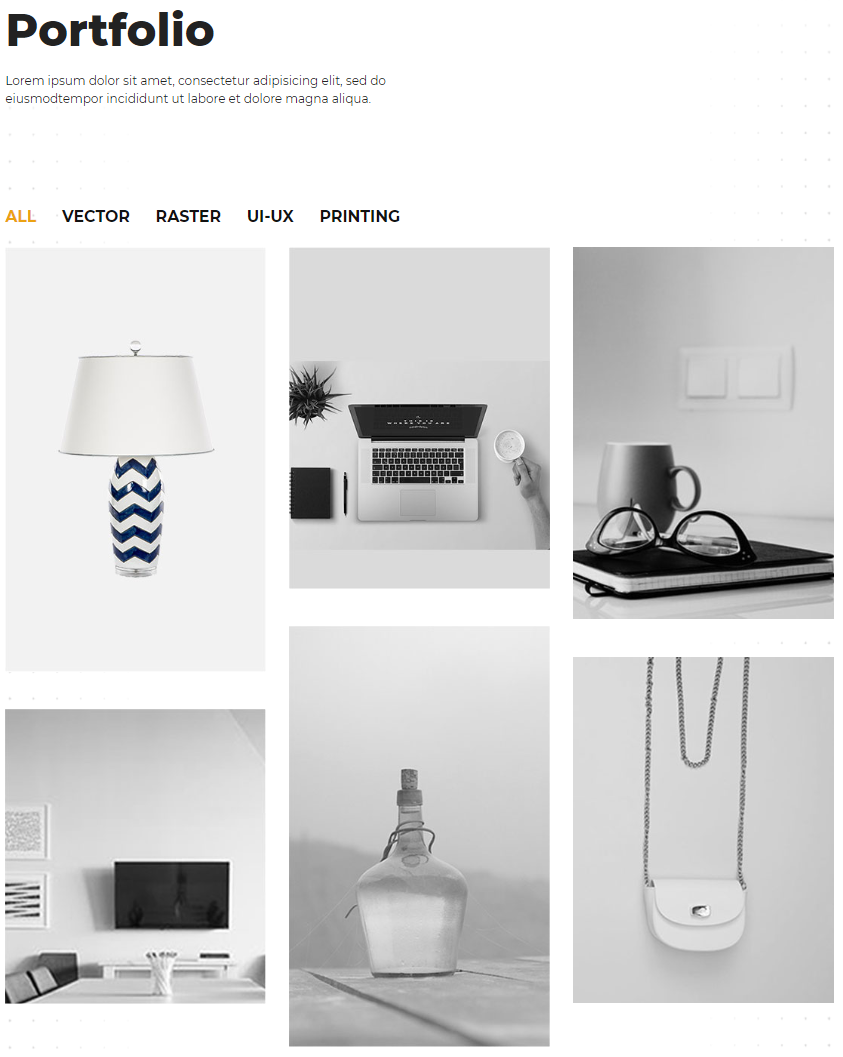 Portfolio
Lorem ipsum dolor sit amet, consectetur adipisicing elit, sed do
eiusmodtempor incididunt ut labore et dolore magna aliqua.
ALL VECTOR RASTER UI-UX PRINTING